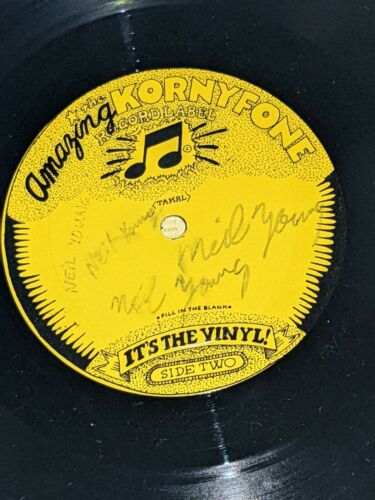 the
Amazing
KORNYFONE
RECORD LABEL
©
(TAKRL)
NEIL YOUNG
Neil Young
Neil Young
Neil Young
•FILL IN THE BLANK•
IT'S THE VINYL!
SIDE TWO